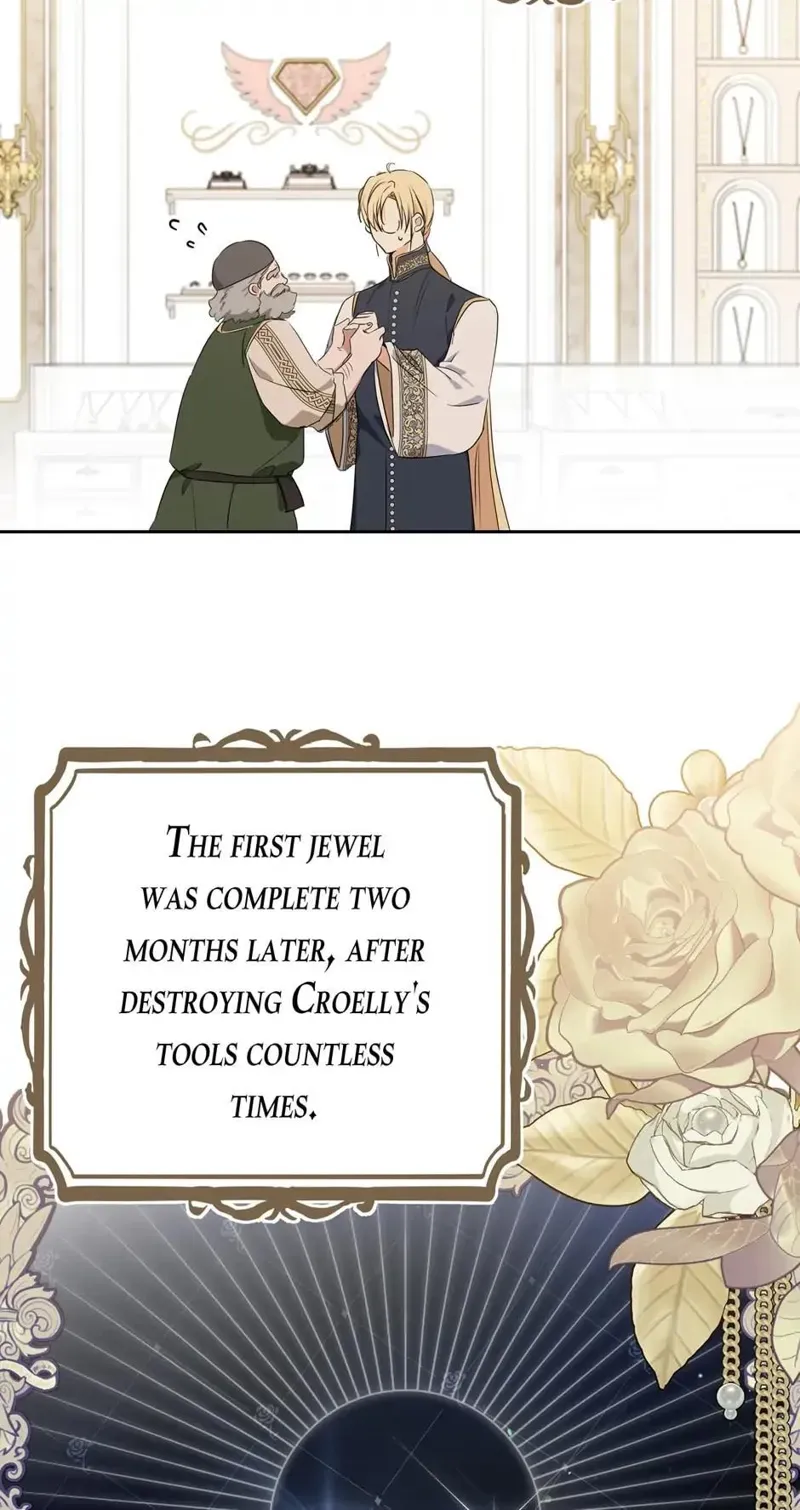 The first jewel
was complete two
months later, after
destroying Croelly's
tools countless
times.